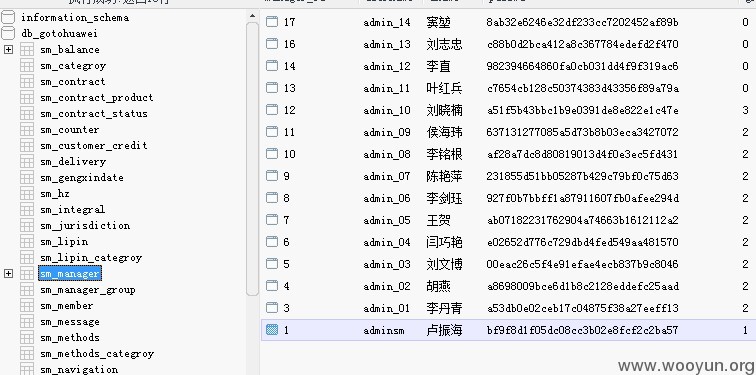 information_schema
db_gotohuawei
sm_balance
sm_categroy
sm_contract
sm_contract_product
sm_contract_status
sm_counter
sm_customer_credit
sm_delivery
sm_gengxindate
sm_hz
sm_integral
sm_jurisdiction
sm_lipin
sm_lipin_categroy
sm_manager
sm_manager_group
sm_member
sm_message
sm_methods
sm_methods_categroy
sm_navigation
17 admin_14 窦堃 8ab32e6246e32df233cc7202452af89b 0
16 admin_13 刘志忠 c88b0d2bca412a8c367784edefd2f470 0
14 admin_12 李直 982394664860fa0cb031dd4f9f319ac6 0
13 admin_11 叶红兵 c7654cb128c50374383d43356f89a79a 0
12 admin_10 刘晓楠 a51f5b43bbc1b9e0391de8e822e1c47e 3
11 admin_09 侯海玮 637131277085a5d73b8b03eca3427072 2
10 admin_08 李铭根 af28a7dc8d80819013d4f0e3ec5fd431 2
9 admin_07 陈艳萍 231855d51bb05287b429c79bf0c75d63 2
8 admin_06 李剑珏 927f0b7bbff1a87911607fb0afee294d 2
7 admin_05 王贺 ab07182231762904a74663b1612112a2 2
6 admin_04 闫巧艳 e02652d776c729dbd4fed549aa481570 2
5 admin_03 刘文博 00eac26c5f4e91efae4ecb837b9c8046 2
4 admin_02 胡燕 a8698009bce6d1b8c2128eddefc25aad 2
3 admin_01 李丹青 a53db0e02ceb17c04875f38a27eeff13 2
1 adminsm 卢振海 bf9f8d1f05dc08cc3b02e8fcf2c2ba57 1
www.wooyun.org